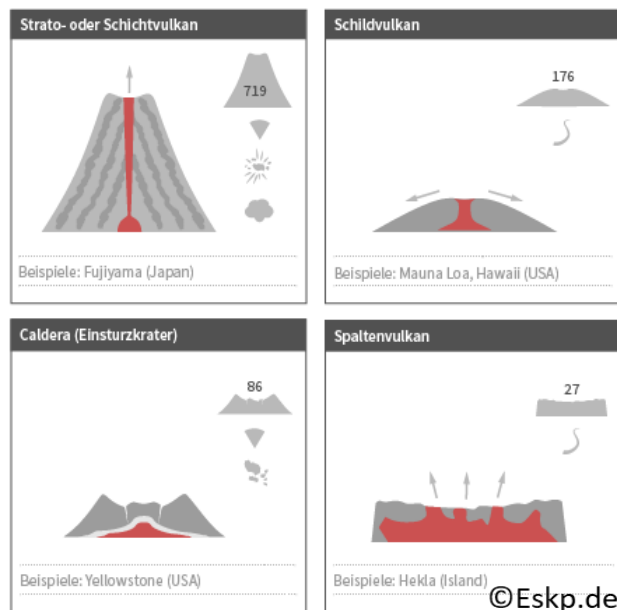 Strato- oder Schichtvulkan
719
Beispiele: Fujiyama (Japan)
Schildvulkan
176
Beispiele: Mauna Loa, Hawaii (USA)
Caldera (Einsturzkrater)
86
Beispiele: Yellowstone (USA)
Spaltenvulkan
27
Beispiele: Hekla (Island)
©Eskp.de